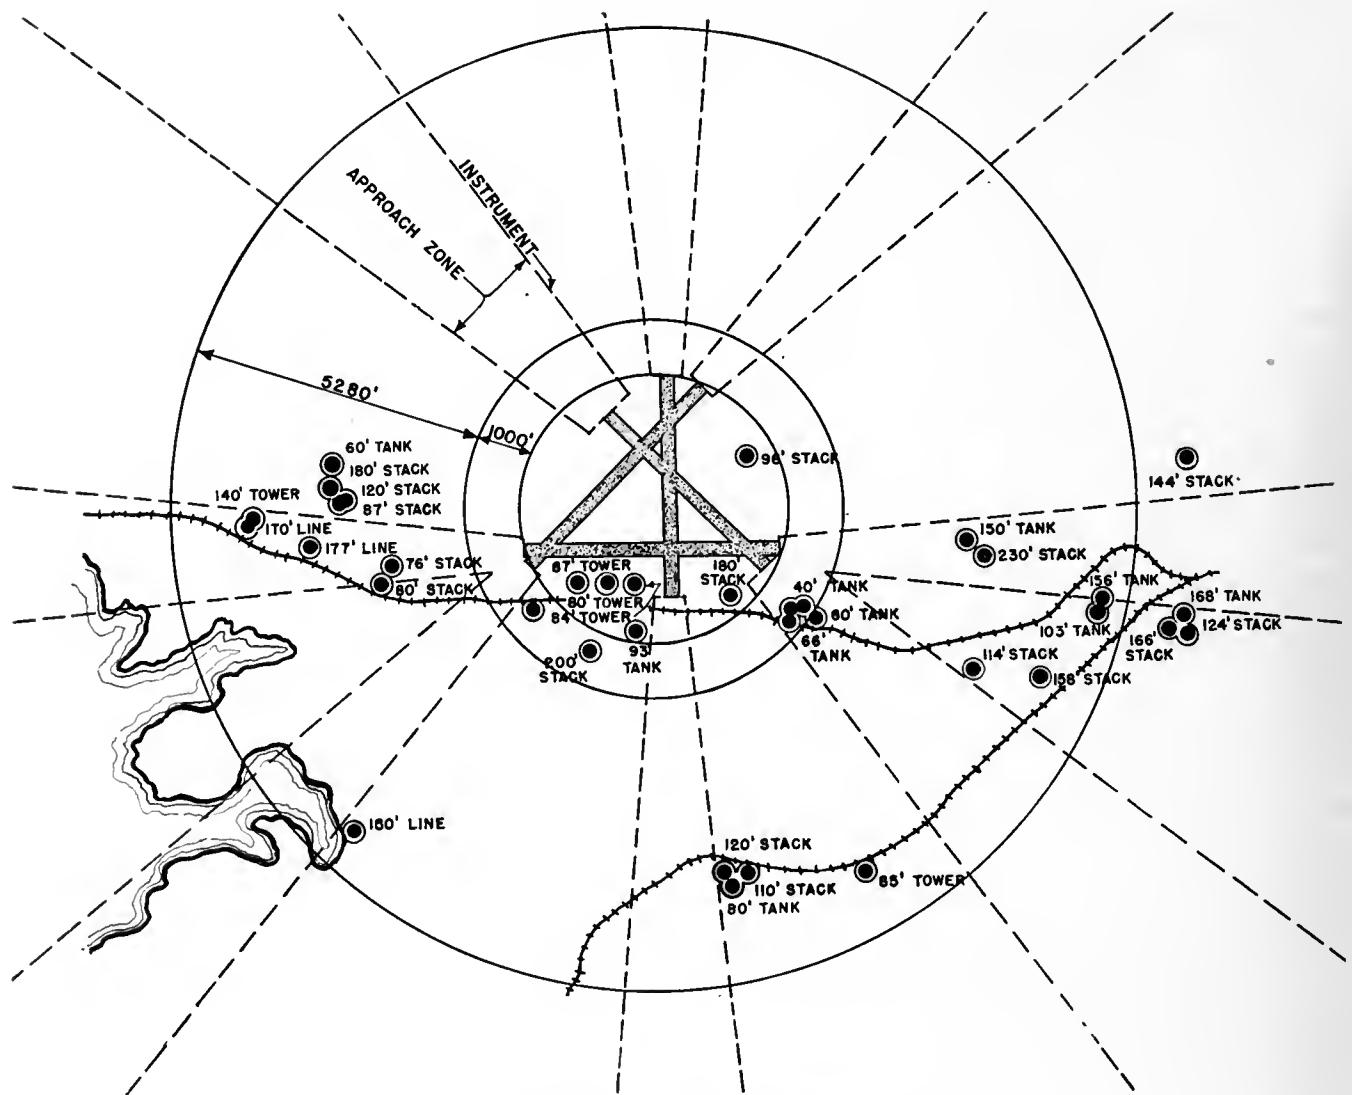 INSTRUMENT
APPROACH ZONE
5280'
1000'
60' TANK
180' STACK
120' STACK
87' STACK
140' TOWER
170' LINE
177' LINE
76' STACK
80' STACK
96' STACK
144' STACK
150' TANK
230' STACK
156' TANK
168' TANK
103' TANK
124' STACK
166'
STACK
114' STACK
158' STACK
180'
STACK
40'
TANK
60' TANK
66'
TANK
67' TOWER
80' TOWER
84' TOWER
93'
TANK
200'
STACK
160' LINE
120' STACK
110' STACK
80' TANK
85' TOWER